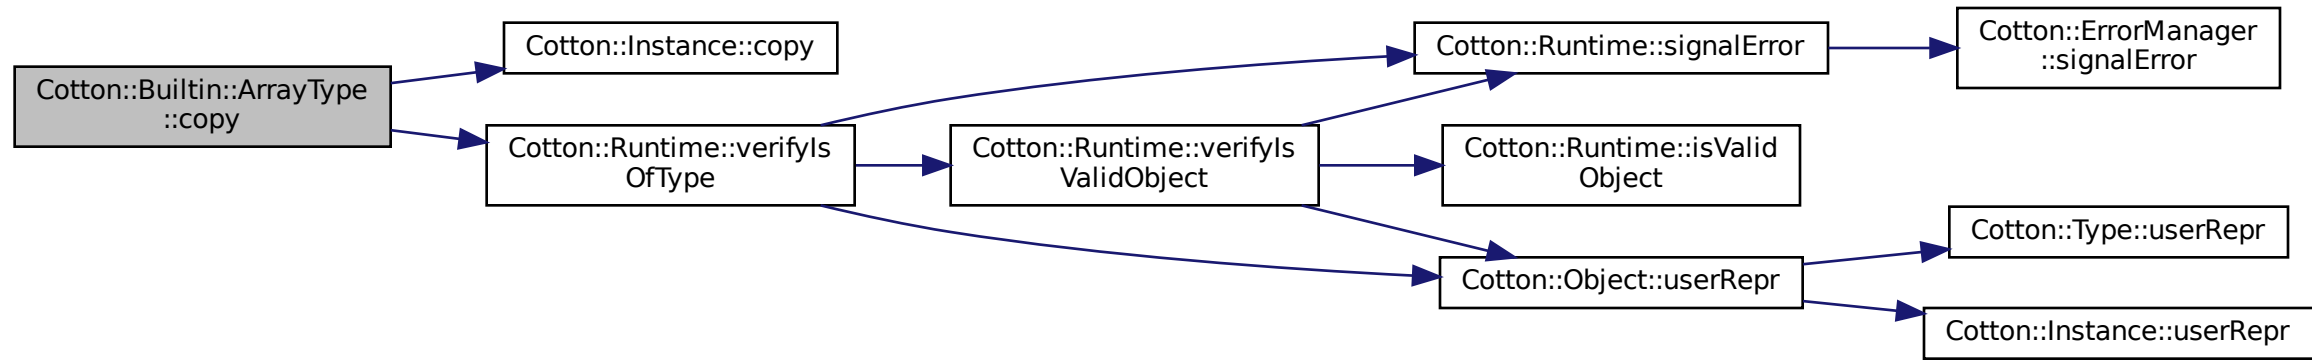 Cotton::Builtin::ArrayType
::copy
Cotton::Instance::copy
Cotton::Runtime::verifyIs
OfType
Cotton::Runtime::verifyIs
ValidObject
Cotton::Runtime::signalError
Cotton::ErrorManager
::signalError
Cotton::Runtime::isValid
Object
Cotton::Object::userRepr
Cotton::Type::userRepr
Cotton::Instance::userRepr